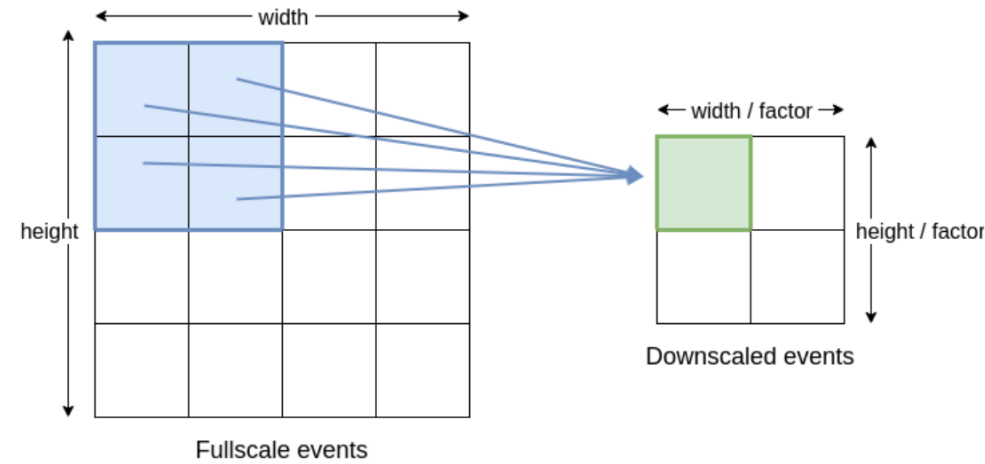 width
width / factor
height
height / factor
Downscaled events
Fullscale events